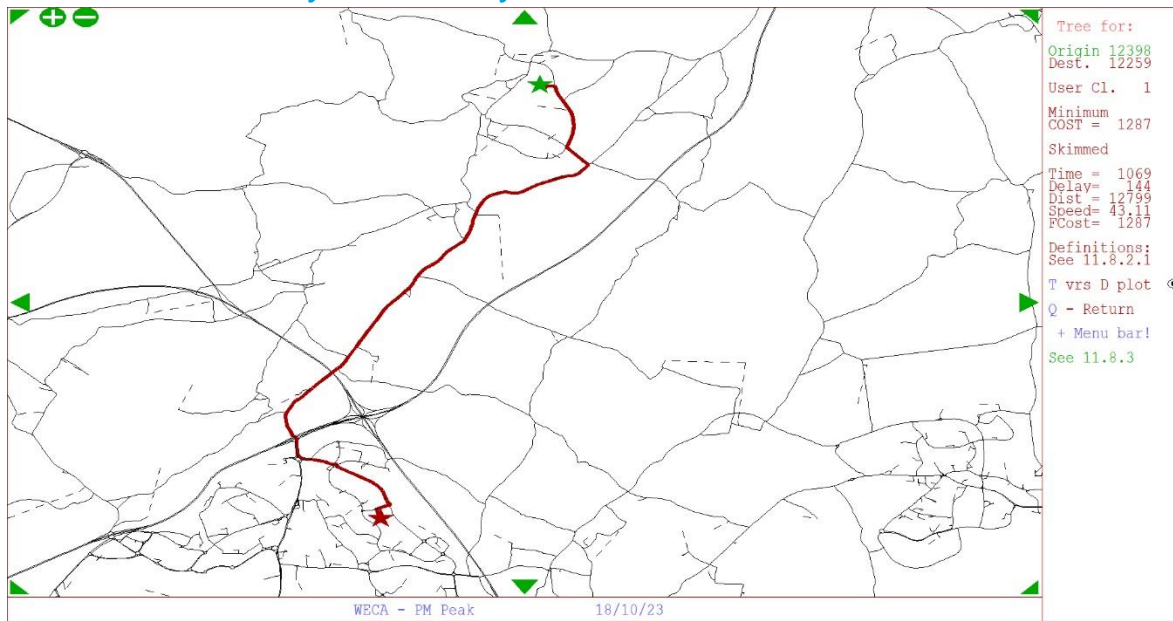 Tree for:
Origin 12398
Dest. 12259
User Cl. 1
Minimum
COST = 1287
Skimmed
Time = 1069
Delay= 144
Dist = 12799
Speed= 43.11
FCost= 1287
Definitions:
See 11.8.2.1
T vrs D plot
Q - Return
+ Menu bar!
See 11.8.3
WECA - PM Peak 18/10/23